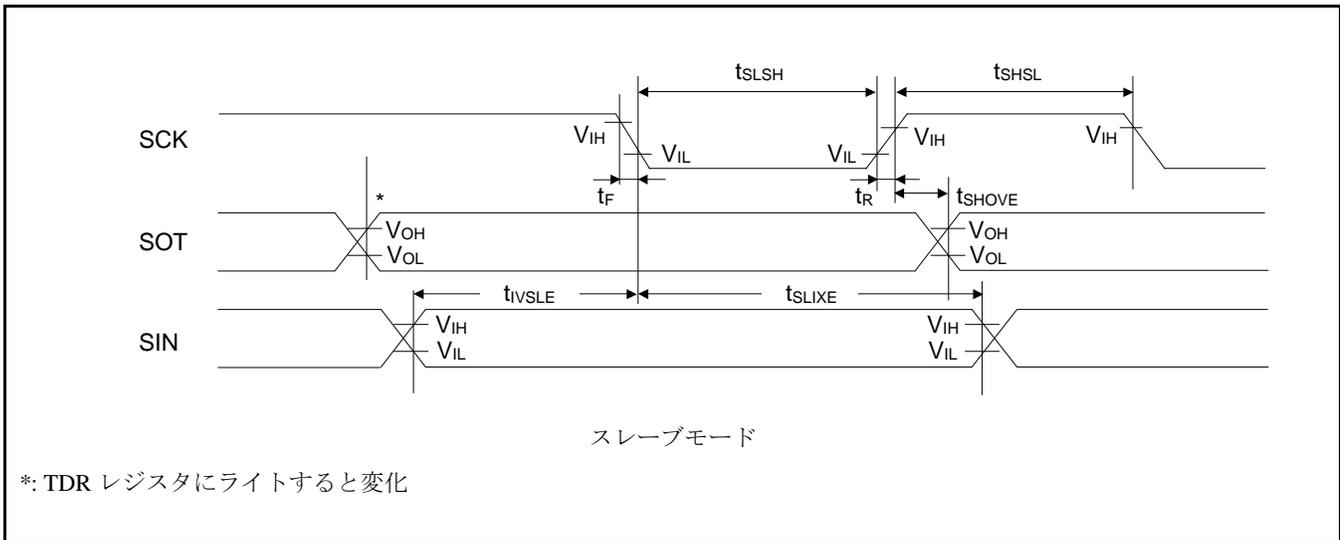 tSLSH tSHSL
SCK VIH VIL VIL VIH VIH
tF tR tSHOVE
*
SOT VOH VOH
VOL VOL
tIVSLE tSLIXE
SIN VIH VIH
VIL VIL
スレーブモード
*: TDR レジスタにライトすると変化